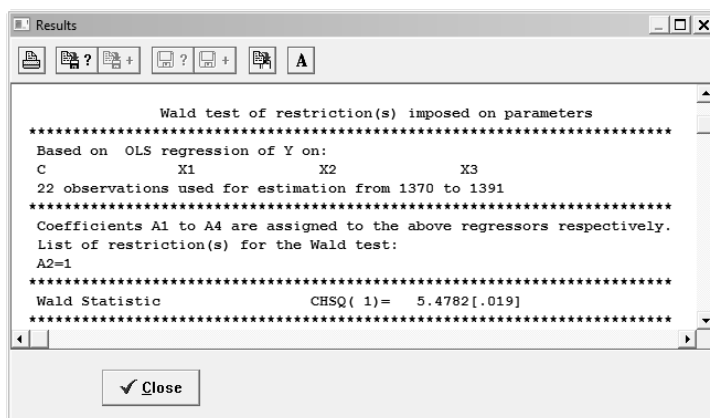 Results
? + ? + A
Wald test of restriction(s) imposed on parameters
*******************************************************************************
Based on OLS regression of Y on:
C X1 X2 X3
22 observations used for estimation from 1370 to 1391
*******************************************************************************
Coefficients A1 to A4 are assigned to the above regressors respectively.
List of restriction(s) for the Wald test:
A2=1
*******************************************************************************
Wald Statistic CHSQ( 1)= 5.4782[.019]
*******************************************************************************
Close